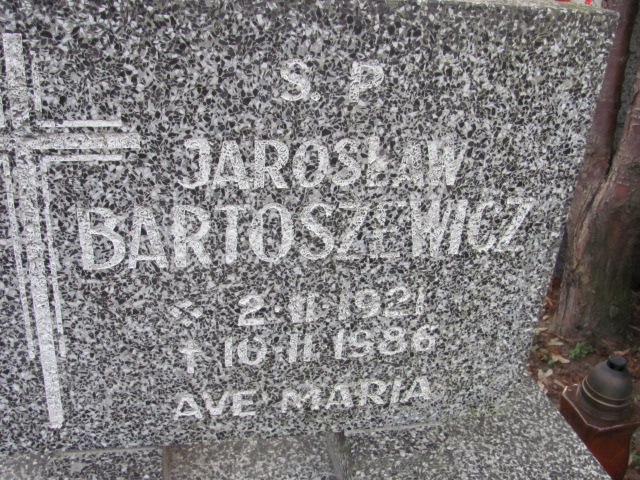 S. P
JAROSŁAW
BARTOSZEWICZ
2·II·1921
† 10·II·1986
AVE MARIA